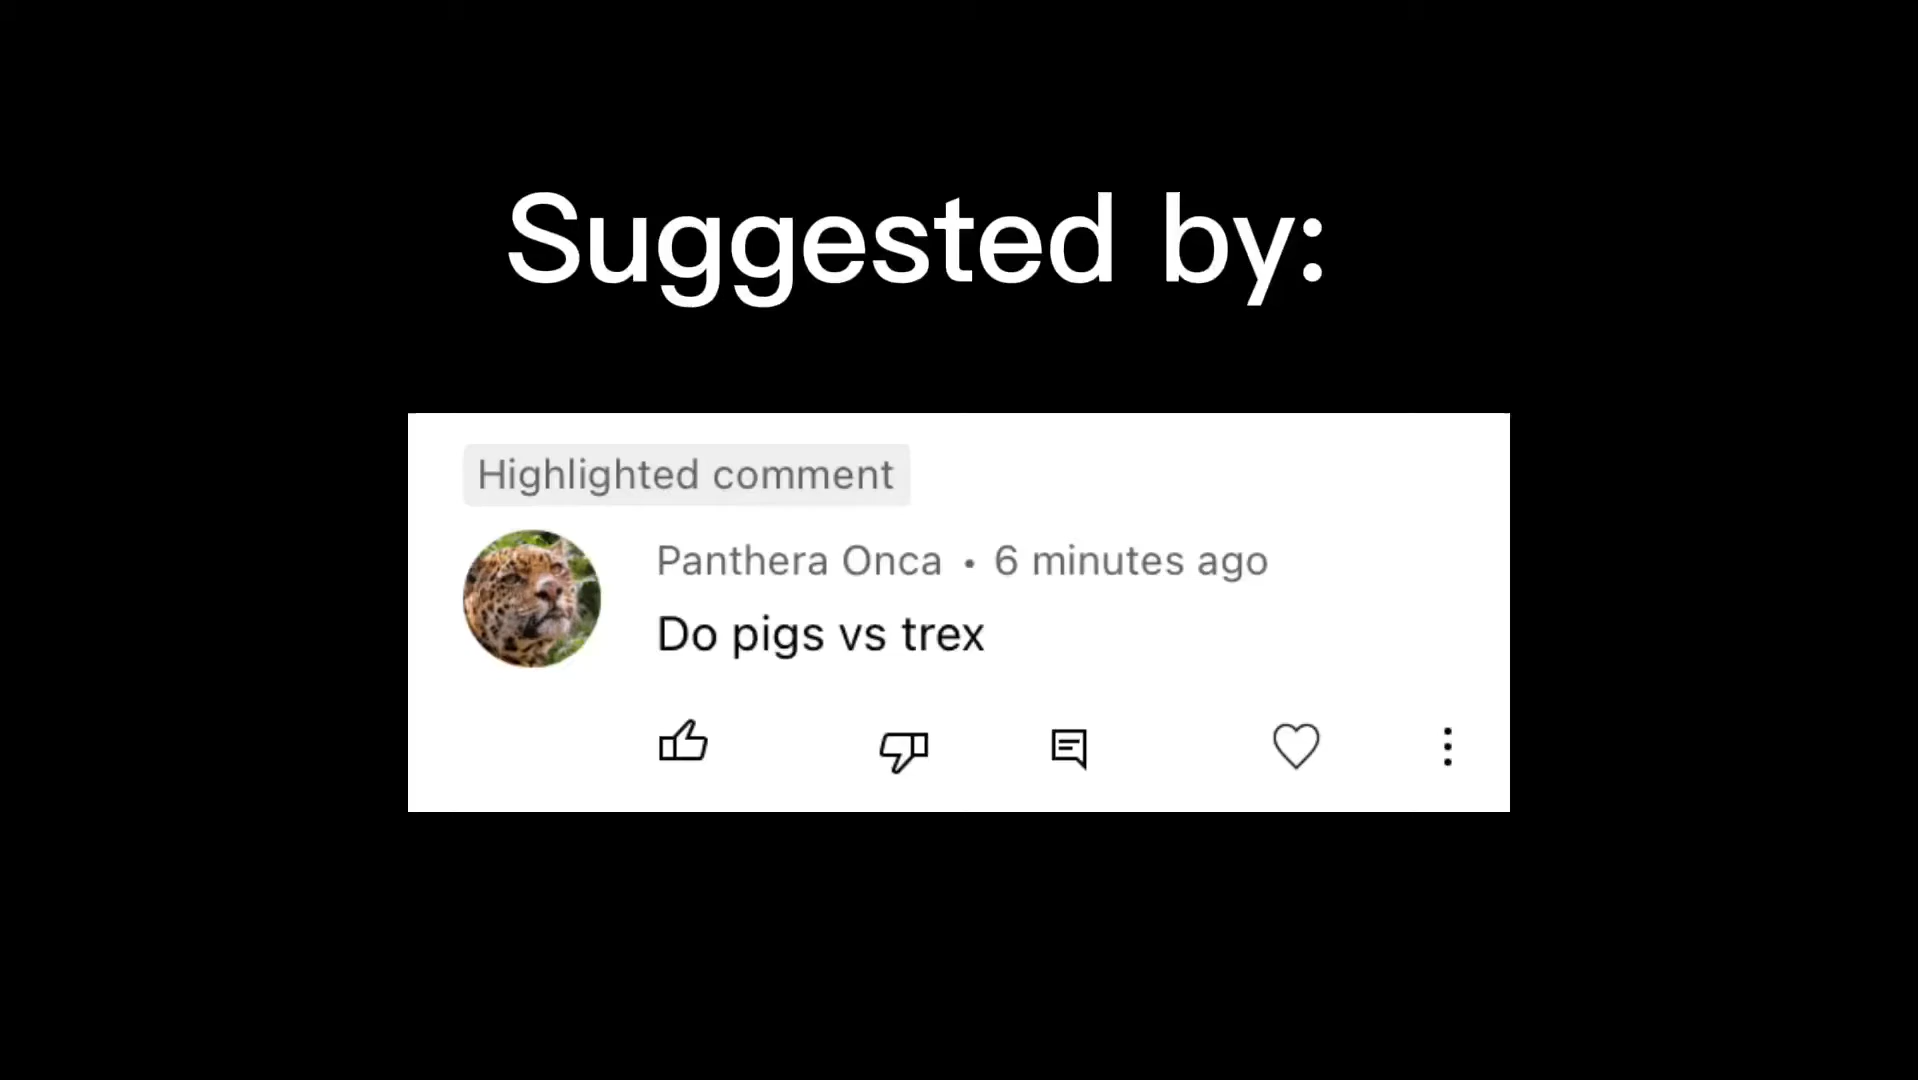 Suggested by:
Highlighted comment
Panthera Onca • 6 minutes ago
Do pigs vs trex